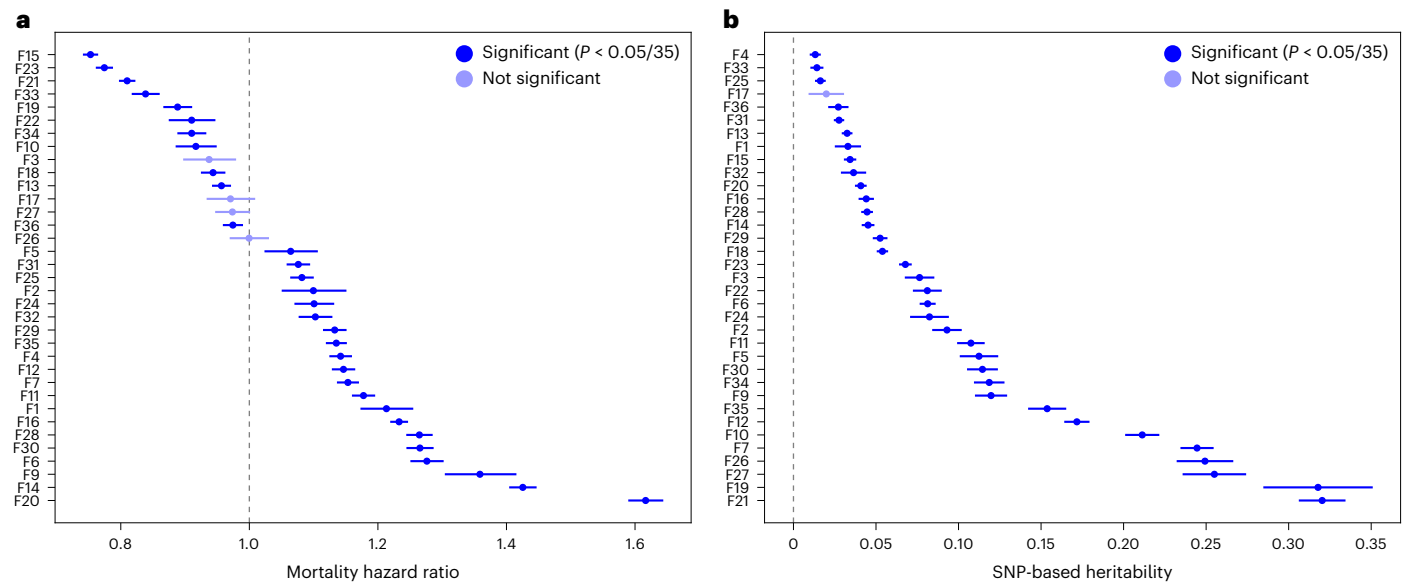 a
Significant (P < 0.05/35)
Not significant
F15
F23
F21
F33
F19
F22
F34
F10
F3
F18
F13
F17
F27
F36
F26
F5
F31
F25
F2
F24
F32
F29
F35
F4
F12
F7
F11
F1
F16
F28
F30
F6
F9
F14
F20
0.8 1.0 1.2 1.4 1.6
Mortality hazard ratio
b
Significant (P < 0.05/35)
Not significant
F4
F33
F25
F17
F36
F31
F13
F1
F15
F32
F20
F16
F28
F14
F29
F18
F23
F3
F22
F6
F24
F2
F11
F5
F30
F34
F9
F35
F12
F10
F7
F26
F27
F19
F21
0 0.05 0.10 0.15 0.20 0.25 0.30 0.35
SNP-based heritability